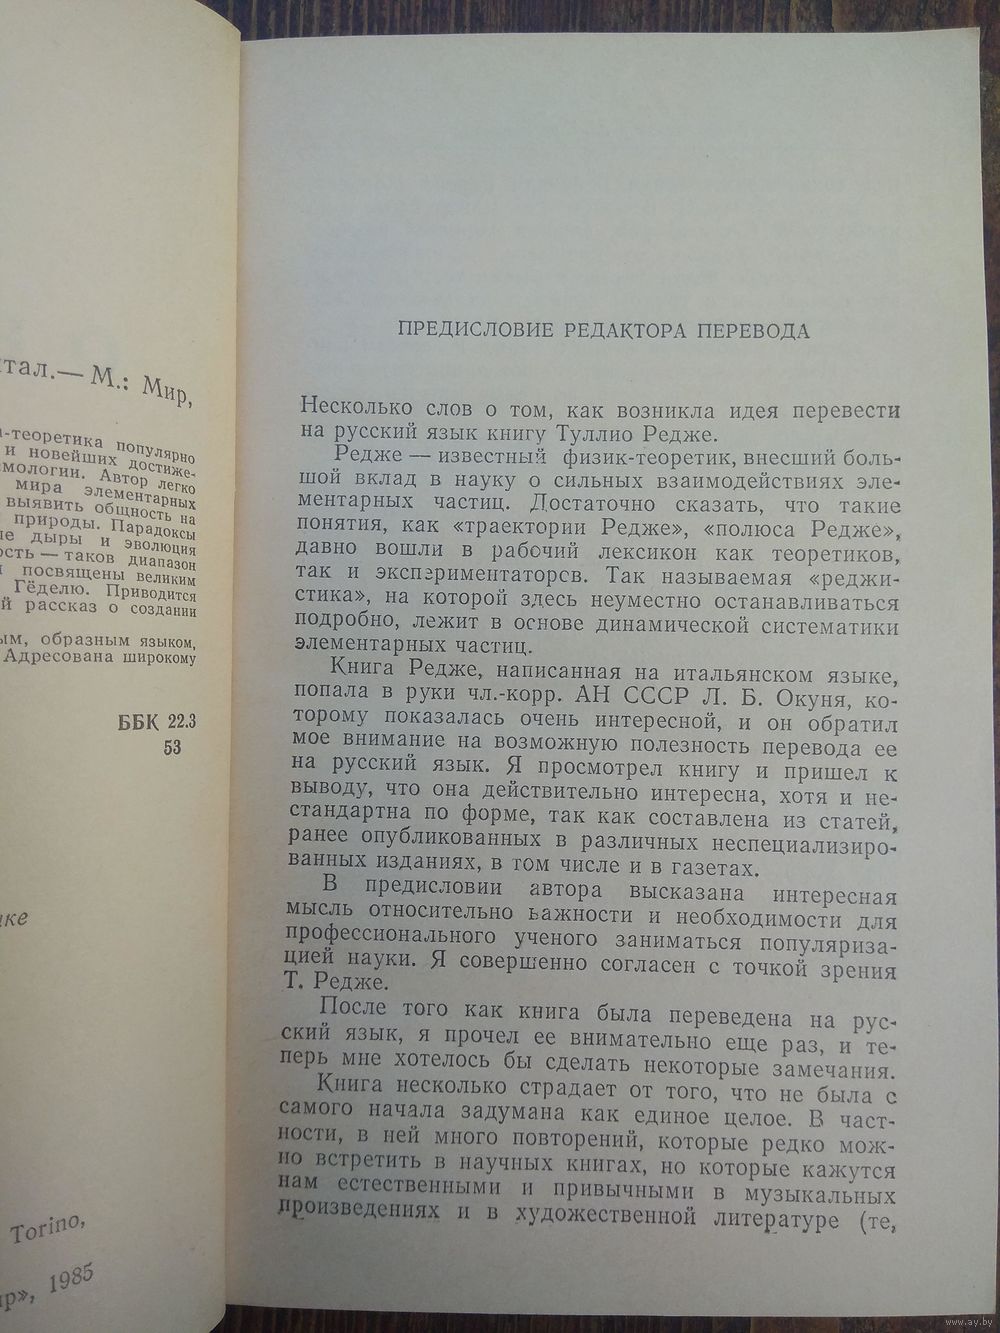 итал.— М.: Мир,
-теоретика популярно
и новейших достиже-
мологии. Автор легко
мира элементарных
выявить общность на
природы. Парадоксы
дыры и эволюция
ость — таков диапазон
посвящены великим
Гёделю. Приводится
й рассказ о создании
ым, образным языком,
Адресована широкому
ББК 22.3
53
Torino,
р», 1985
ПРЕДИСЛОВИЕ РЕДАКТОРА ПЕРЕВОДА
Несколько слов о том, как возникла идея перевести
на русский язык книгу Туллио Редже.
Редже — известный физик-теоретик, внесший боль-
шой вклад в науку о сильных взаимодействиях эле-
ментарных частиц. Достаточно сказать, что такие
понятия, как «траектории Редже», «полюса Редже»,
давно вошли в рабочий лексикон как теоретиков,
так и экспериментаторов. Так называемая «реджи-
стика», на которой здесь неуместно останавливаться
подробно, лежит в основе динамической систематики
элементарных частиц.
Книга Редже, написанная на итальянском языке,
попала в руки чл.-корр. АН СССР Л. Б. Окуня, ко-
торому показалась очень интересной, и он обратил
мое внимание на возможную полезность перевода ее
на русский язык. Я просмотрел книгу и пришел к
выводу, что она действительно интересна, хотя и не-
стандартна по форме, так как составлена из статей,
ранее опубликованных в различных неспециализиро-
ванных изданиях, в том числе и в газетах.
В предисловии автора высказана интересная
мысль относительно важности и необходимости для
профессионального ученого заниматься популяриза-
цией науки. Я совершенно согласен с точкой зрения
Т. Редже.
После того как книга была переведена на рус-
ский язык, я прочел ее внимательно еще раз, и те-
перь мне хотелось бы сделать некоторые замечания.
Книга несколько страдает от того, что не была с
самого начала задумана как единое целое. В част-
ности, в ней много повторений, которые редко мож-
но встретить в научных книгах, но которые кажутся
нам естественными и привычными в музыкальных
произведениях и в художественной литературе (те,
www.ay.by